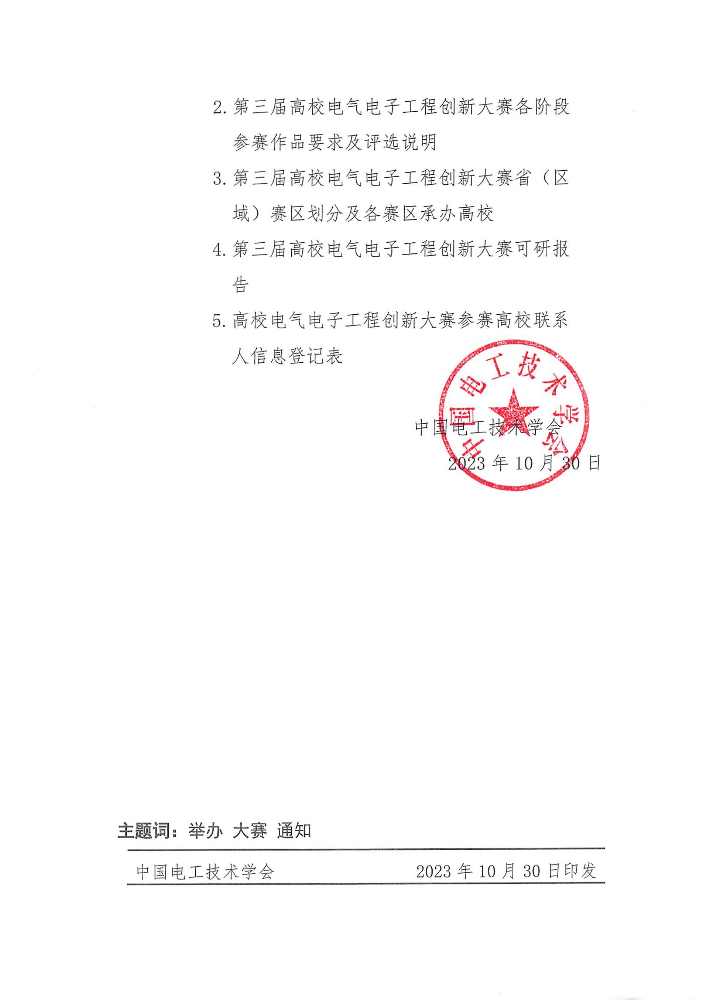 2. 第三届高校电气电子工程创新大赛各阶段
参赛作品要求及评选说明
3. 第三届高校电气电子工程创新大赛省（区
域）赛区划分及各赛区承办高校
4. 第三届高校电气电子工程创新大赛可研报
告
5. 高校电气电子工程创新大赛参赛高校联系
人信息登记表
中国电工技术学会
中国电工技术学会
2023 年 10 月 30 日
主题词：举办 大赛 通知
中国电工技术学会 2023 年 10 月 30 日印发